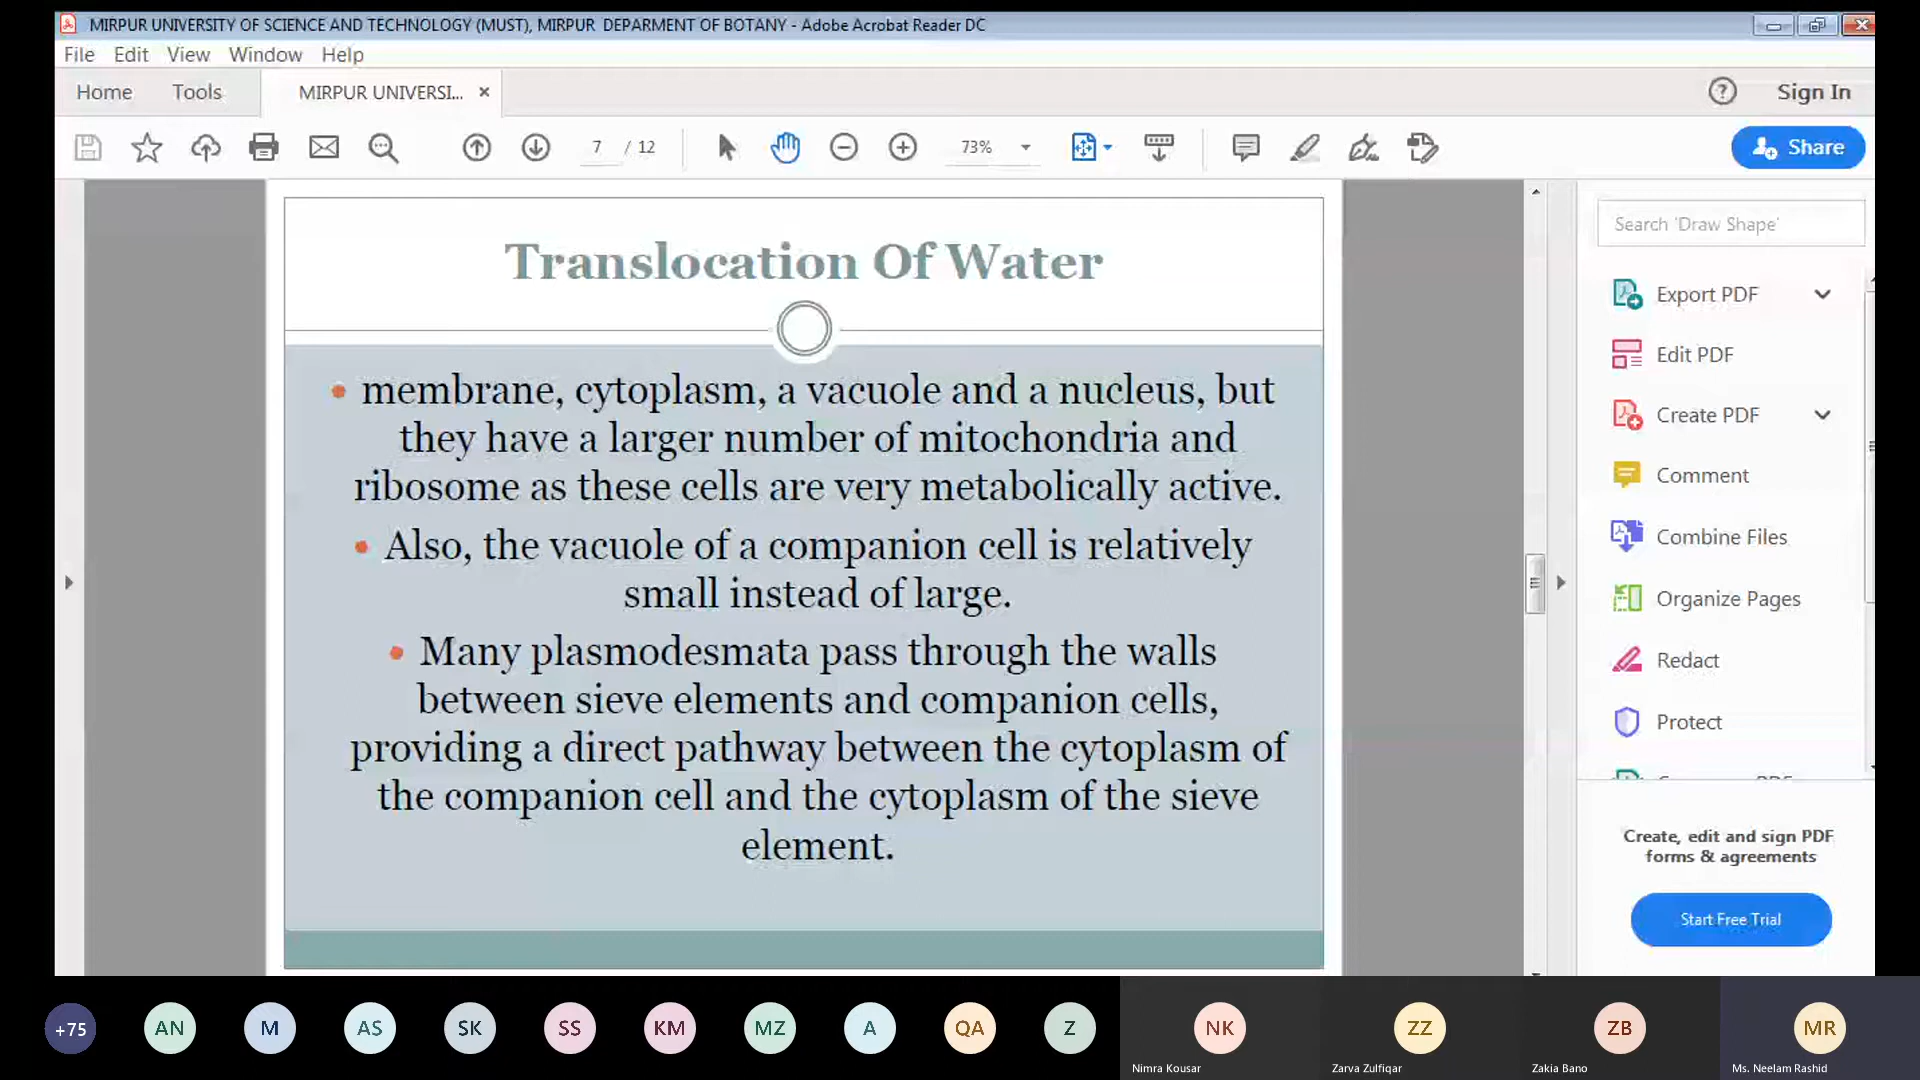 MIRPUR UNIVERSITY OF SCIENCE AND TECHNOLOGY (MUST), MIRPUR DEPARMENT OF BOTANY - Adobe Acrobat Reader DC
File Edit View Window Help
Home Tools MIRPUR UNIVERSI... ×
Sign In
7 / 12
73%
Share
Translocation Of Water
• membrane, cytoplasm, a vacuole and a nucleus, but
they have a larger number of mitochondria and
ribosome as these cells are very metabolically active.
• Also, the vacuole of a companion cell is relatively
small instead of large.
• Many plasmodesmata pass through the walls
between sieve elements and companion cells,
providing a direct pathway between the cytoplasm of
the companion cell and the cytoplasm of the sieve
element.
Search 'Draw Shape'
Export PDF
Edit PDF
Create PDF
Comment
Combine Files
Organize Pages
Redact
Protect
Create, edit and sign PDF
forms & agreements
Start Free Trial
+75 AN M AS SK SS KM MZ A QA Z NK ZZ ZB MR
Nimra Kousar Zarva Zulfiqar Zakia Bano Ms. Neelam Rashid